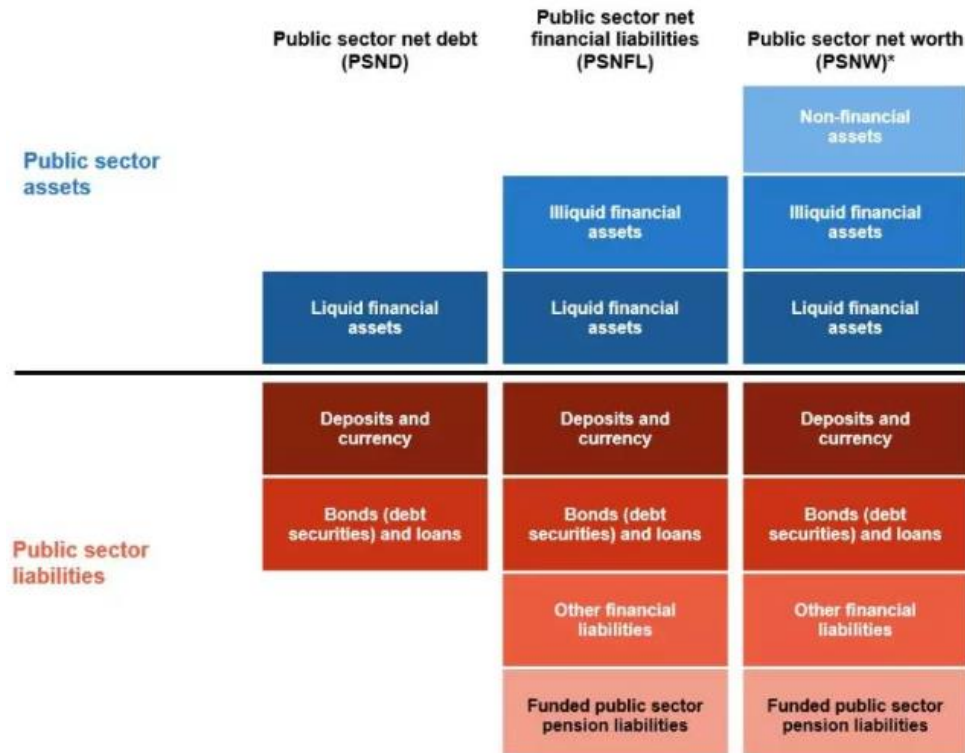 Public sector net debt
(PSND)
Public sector net
financial liabilities
(PSNFL)
Public sector net worth
(PSNW)*
Public sector
assets
Non-financial
assets
Illiquid financial
assets
Illiquid financial
assets
Liquid financial
assets
Liquid financial
assets
Liquid financial
assets
Public sector
liabilities
Deposits and
currency
Deposits and
currency
Deposits and
currency
Bonds (debt
securities) and loans
Bonds (debt
securities) and loans
Bonds (debt
securities) and loans
Other financial
liabilities
Other financial
liabilities
Funded public sector
pension liabilities
Funded public sector
pension liabilities